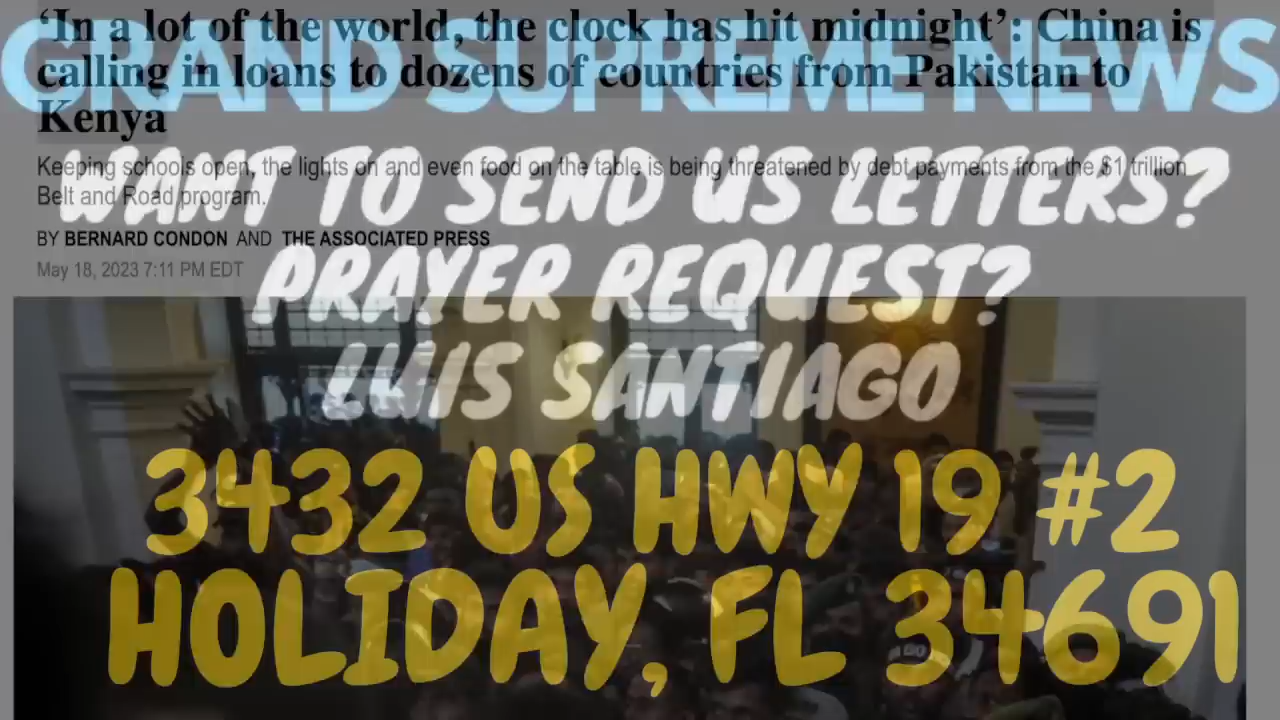 ‘In a lot of the world, the clock has hit midnight’: China is
calling in loans to dozens of countries from Pakistan to
Kenya
GRAND SUPREME NEWS
Keeping schools open, the lights on and even food on the table is being threatened by debt payments from the $1 trillion
Belt and Road program.
BY BERNARD CONDON AND THE ASSOCIATED PRESS
May 18, 2023 7:11 PM EDT
WANT TO SEND US LETTERS?
PRAYER REQUEST?
LUIS SANTIAGO
3432 US HWY 19 #2
HOLIDAY, FL 34691